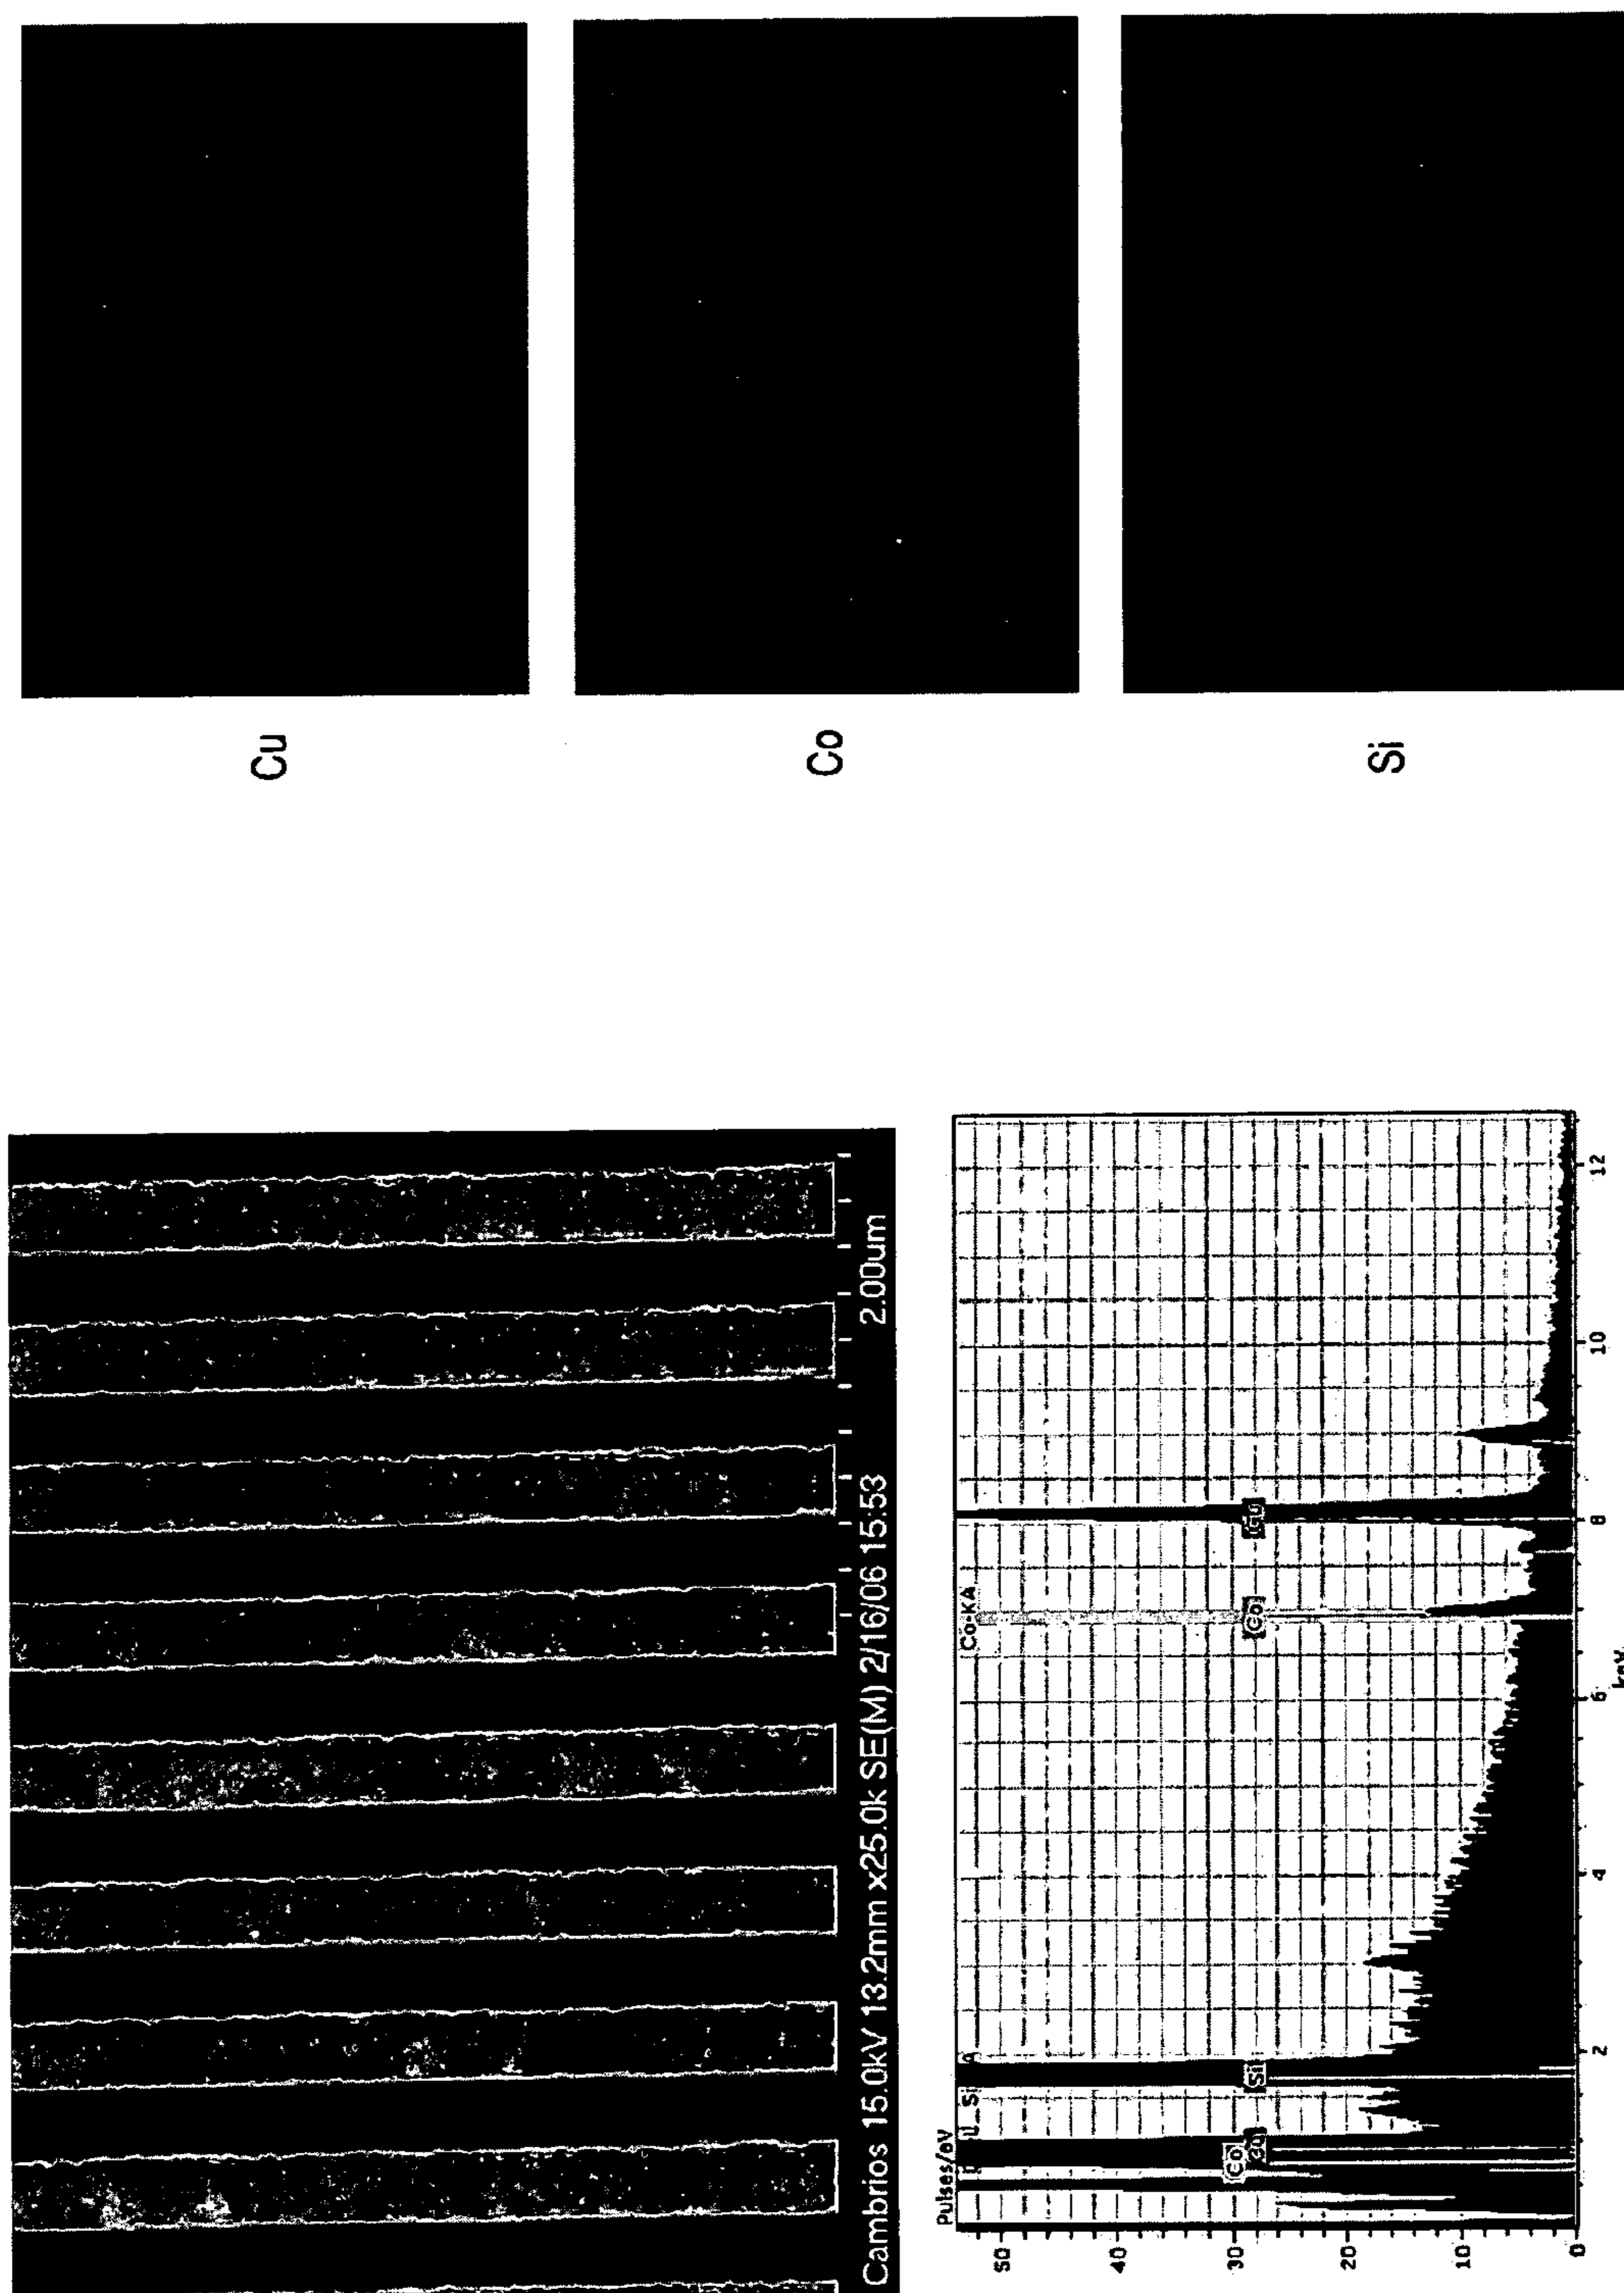 Cu
Co
Si
Cambrios 15.0kV 13.2mm x25.0k SE(M) 2/16/06 15:53
2.00um
Pulses/eV
50
40
30
20
10
0
Co-KA
Co
Cu
Si
Co
Cu
2
4
6
8
10
12
keV